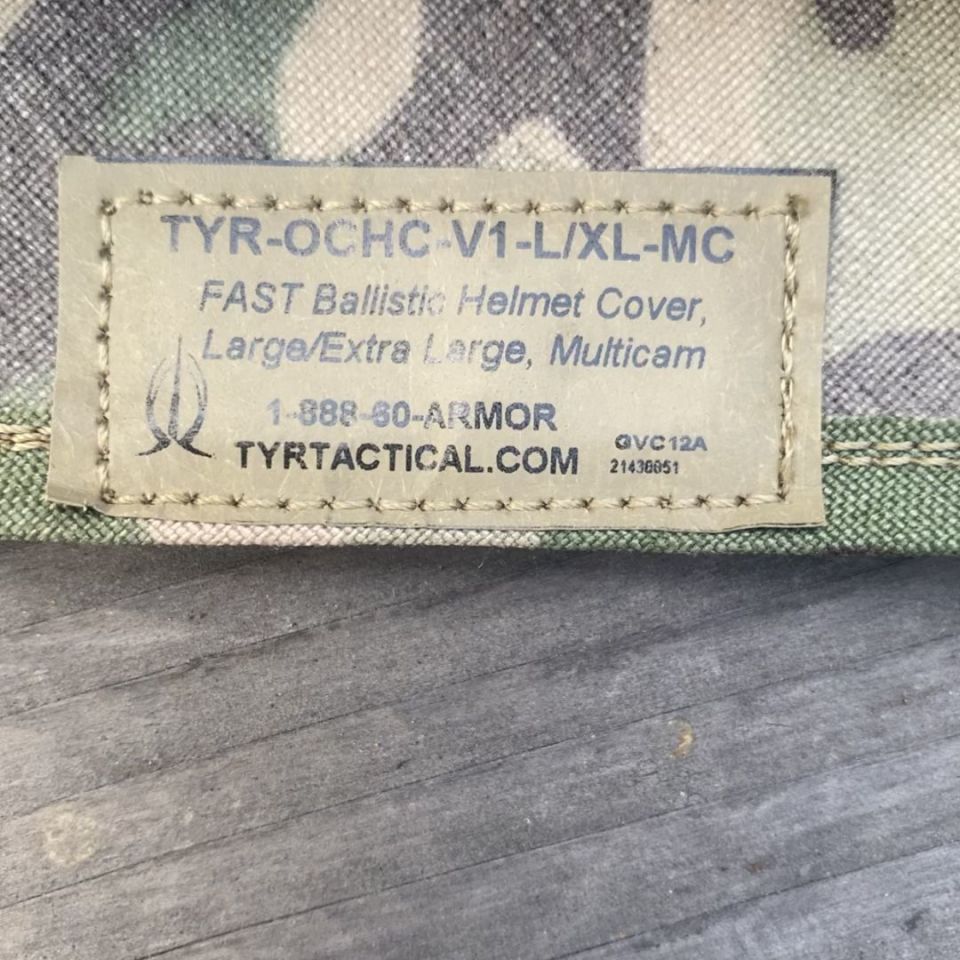 TYR-OCHC-V1-L/XL-MC
FAST Ballistic Helmet Cover,
Large/Extra Large, Multicam
1-888-60-ARMOR
TYRTACTICAL.COM
GVC12A
21438051